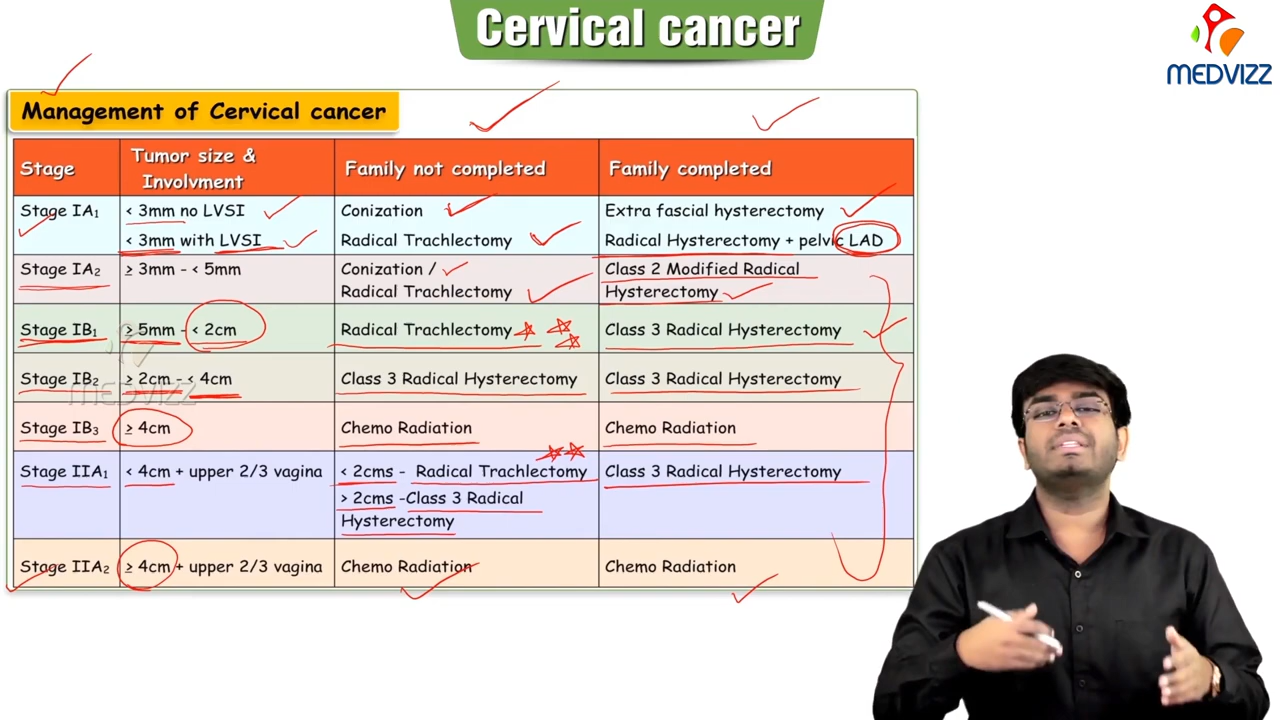 Cervical cancer
MEDVIZZ
Management of Cervical cancer
Stage
Tumor size &
Involvment
Family not completed
Family completed
Stage IA₁
< 3mm no LVSI
Conization
Extra fascial hysterectomy
< 3mm with LVSI
Radical Trachlectomy
Radical Hysterectomy + pelvic LAD
Stage IA₂
≥ 3mm - < 5mm
Conization /
Radical Trachlectomy
Class 2 Modified Radical
Hysterectomy
Stage IB₁
≥ 5mm - < 2cm
Radical Trachlectomy
Class 3 Radical Hysterectomy
Stage IB₂
≥ 2cm - < 4cm
Class 3 Radical Hysterectomy
Class 3 Radical Hysterectomy
Stage IB₃
≥ 4cm
Chemo Radiation
Chemo Radiation
Stage IIA₁
< 4cm + upper 2/3 vagina
< 2cms - Radical Trachlectomy
> 2cms -Class 3 Radical
Hysterectomy
Class 3 Radical Hysterectomy
Stage IIA₂
≥ 4cm + upper 2/3 vagina
Chemo Radiation
Chemo Radiation
MEDVIZZ